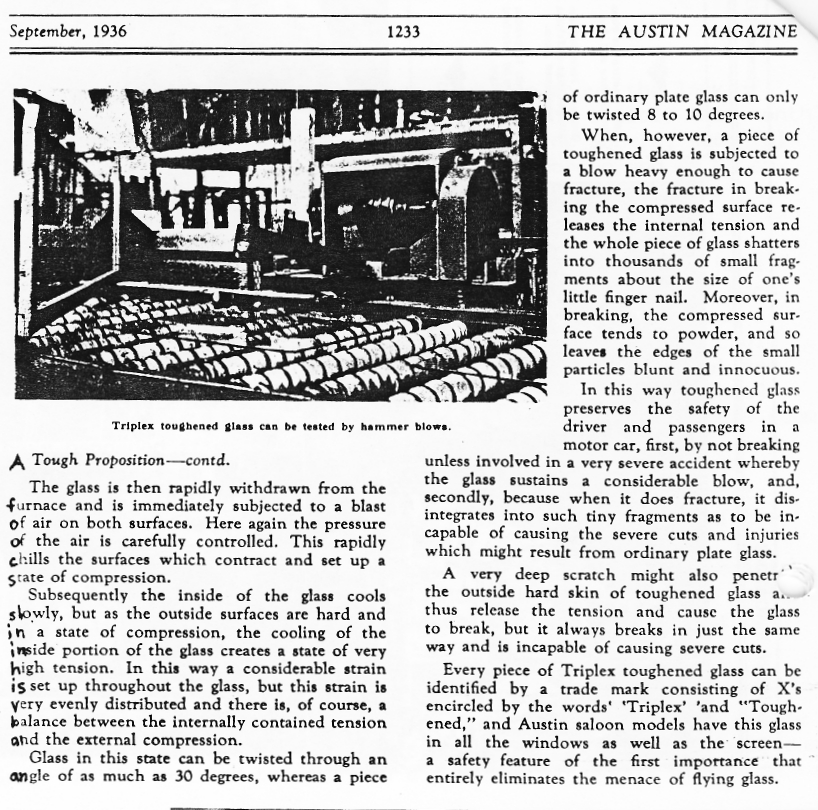 September, 1936
1233
THE AUSTIN MAGAZINE
Triplex toughened glass can be tested by hammer blows.
A Tough Proposition—contd.
The glass is then rapidly withdrawn from the
furnace and is immediately subjected to a blast
of air on both surfaces. Here again the pressure
of the air is carefully controlled. This rapidly
chills the surfaces which contract and set up a
state of compression.
Subsequently the inside of the glass cools
slowly, but as the outside surfaces are hard and
in a state of compression, the cooling of the
inside portion of the glass creates a state of very
high tension. In this way a considerable strain
is set up throughout the glass, but this strain is
very evenly distributed and there is, of course, a
balance between the internally contained tension
and the external compression.
Glass in this state can be twisted through an
angle of as much as 30 degrees, whereas a piece
of ordinary plate glass can only
be twisted 8 to 10 degrees.
When, however, a piece of
toughened glass is subjected to
a blow heavy enough to cause
fracture, the fracture in break-
ing the compressed surface re-
leases the internal tension and
the whole piece of glass shatters
into thousands of small frag-
ments about the size of one's
little finger nail. Moreover, in
breaking, the compressed sur-
face tends to powder, and so
leaves the edges of the small
particles blunt and innocuous.
In this way toughened glass
preserves the safety of the
driver and passengers in a
motor car, first, by not breaking
unless involved in a very severe accident whereby
the glass sustains a considerable blow, and,
secondly, because when it does fracture, it dis-
integrates into such tiny fragments as to be in-
capable of causing the severe cuts and injuries
which might result from ordinary plate glass.
A very deep scratch might also penetr
the outside hard skin of toughened glass a
thus release the tension and cause the glass
to break, but it always breaks in just the same
way and is incapable of causing severe cuts.
Every piece of Triplex toughened glass can be
identified by a trade mark consisting of X's
encircled by the words' 'Triplex' 'and "Tough-
ened," and Austin saloon models have this glass
in all the windows as well as the screen—
a safety feature of the first importance that
entirely eliminates the menace of flying glass.